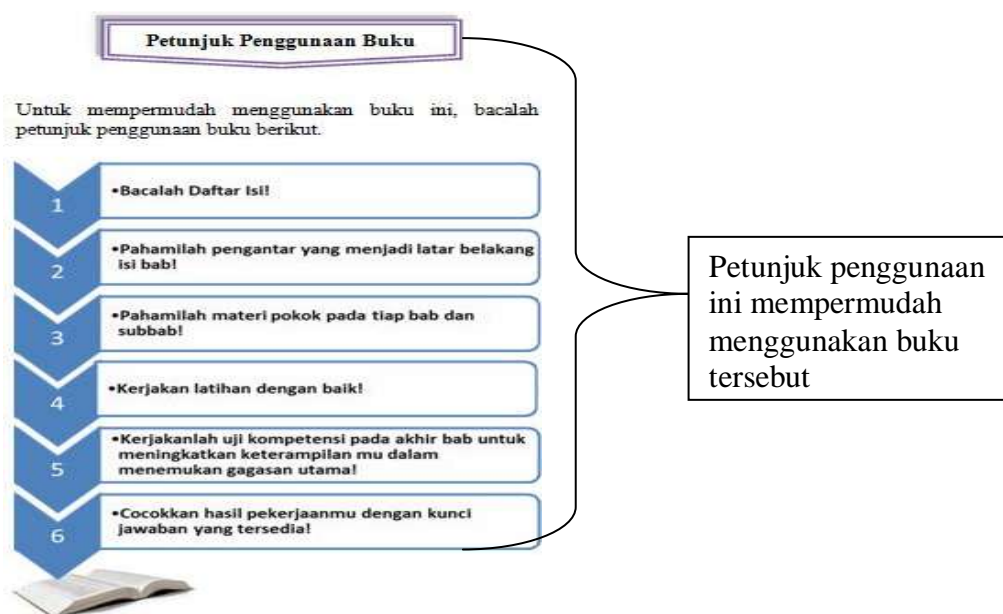 Petunjuk Penggunaan Buku
Untuk mempermudah menggunakan buku ini, bacalah
petunjuk penggunaan buku berikut.
1
•Bacalah Daftar Isi!
2
•Pahamilah pengantar yang menjadi latar belakang
isi bab!
3
•Pahamilah materi pokok pada tiap bab dan
subbab!
4
•Kerjakan latihan dengan baik!
5
•Kerjakanlah uji kompetensi pada akhir bab untuk
meningkatkan keterampilan mu dalam
menemukan gagasan utama!
6
•Cocokkan hasil pekerjaanmu dengan kunci
jawaban yang tersedia!
Petunjuk penggunaan
ini mempermudah
menggunakan buku
tersebut